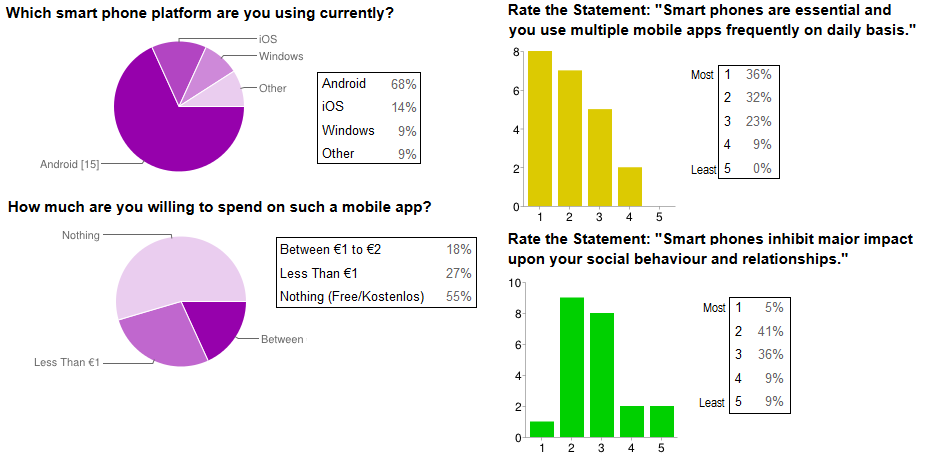 Which smart phone platform are you using currently?
iOS
Windows
Other
Android [15]
Android 68%
iOS 14%
Windows 9%
Other 9%
How much are you willing to spend on such a mobile app?
Nothing
Less Than €1
Between
Between €1 to €2 18%
Less Than €1 27%
Nothing (Free/Kostenlos) 55%
Rate the Statement: "Smart phones are essential and
you use multiple mobile apps frequently on daily basis."
8
6
4
2
0
1 2 3 4 5
Most 1 36%
2 32%
3 23%
4 9%
Least 5 0%
Rate the Statement: "Smart phones inhibit major impact
upon your social behaviour and relationships."
10
8
6
4
2
0
1 2 3 4 5
Most 1 5%
2 41%
3 36%
4 9%
Least 5 9%